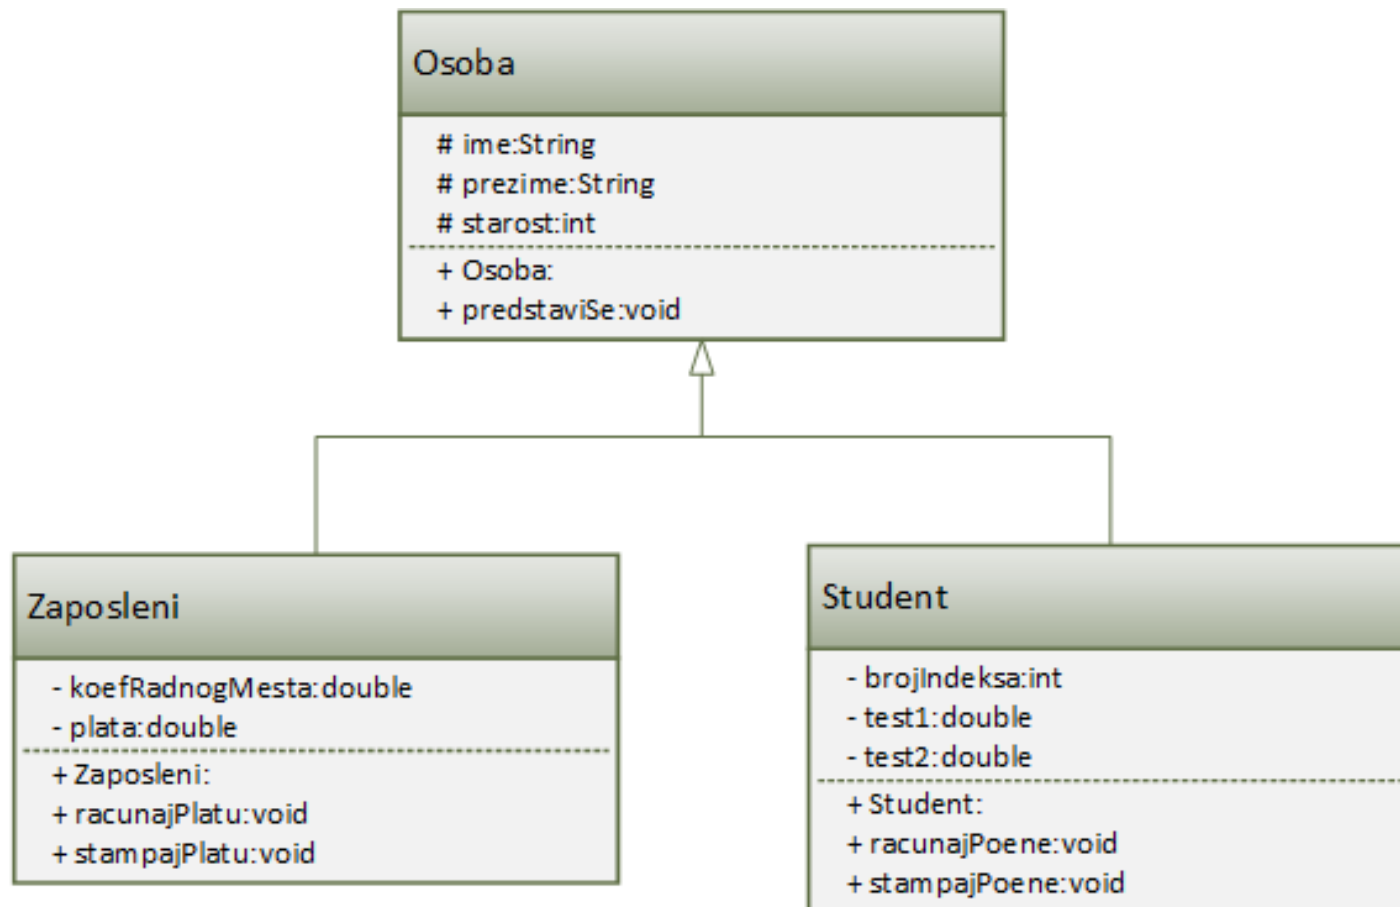 Osoba
# ime:String
# prezime:String
# starost:int
+ Osoba:
+ predstaviSe:void
Zaposleni
- koefRadnogMesta:double
- plata:double
+ Zaposleni:
+ racunajPlatu:void
+ stampajPlatu:void
Student
- brojIndeksa:int
- test1:double
- test2:double
+ Student:
+ racunajPoene:void
+ stampajPoene:void